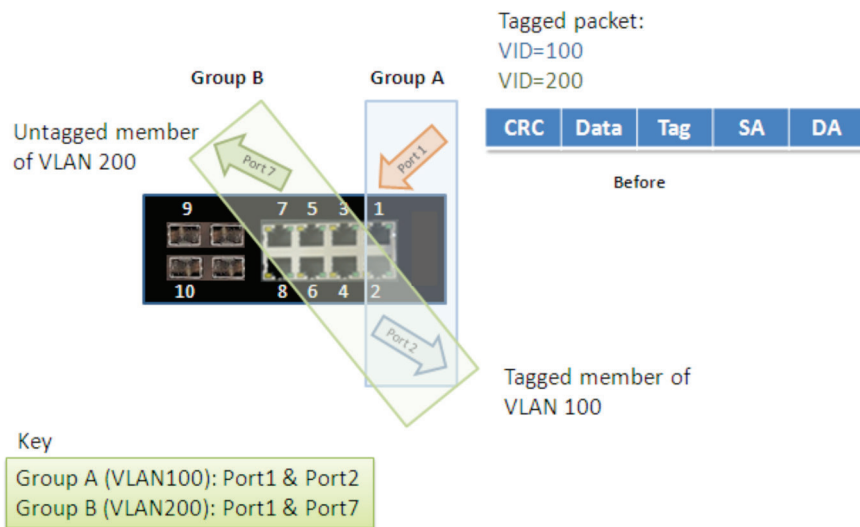 Tagged packet:
VID=100
VID=200
Group B
Group A
CRC Data Tag SA DA
Before
Untagged member
of VLAN 200
Port 7
Port 1
9 7 5 3 1
10 8 6 4 2
Port 2
Tagged member of
VLAN 100
Key
Group A (VLAN100): Port1 & Port2
Group B (VLAN200): Port1 & Port7